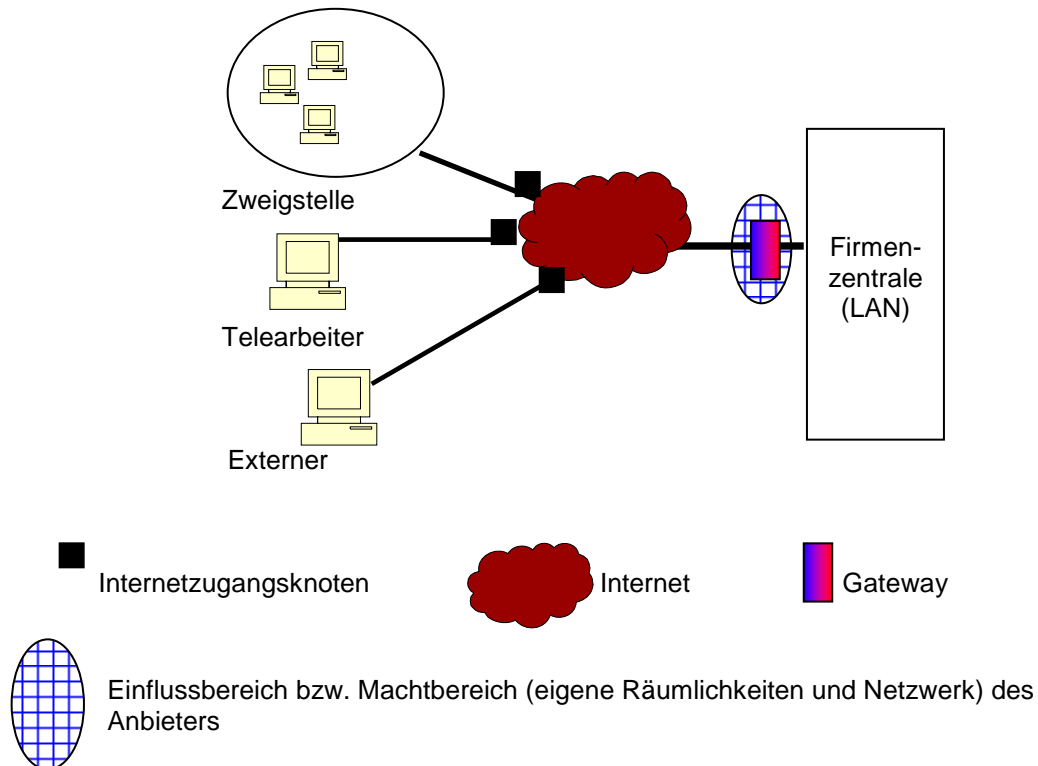 Zweigstelle
Telearbeiter
Externer
Firmen-
zentrale
(LAN)
Internetzugangsknoten
Internet
Gateway
Einflussbereich bzw. Machtbereich (eigene Räumlichkeiten und Netzwerk) des
Anbieters